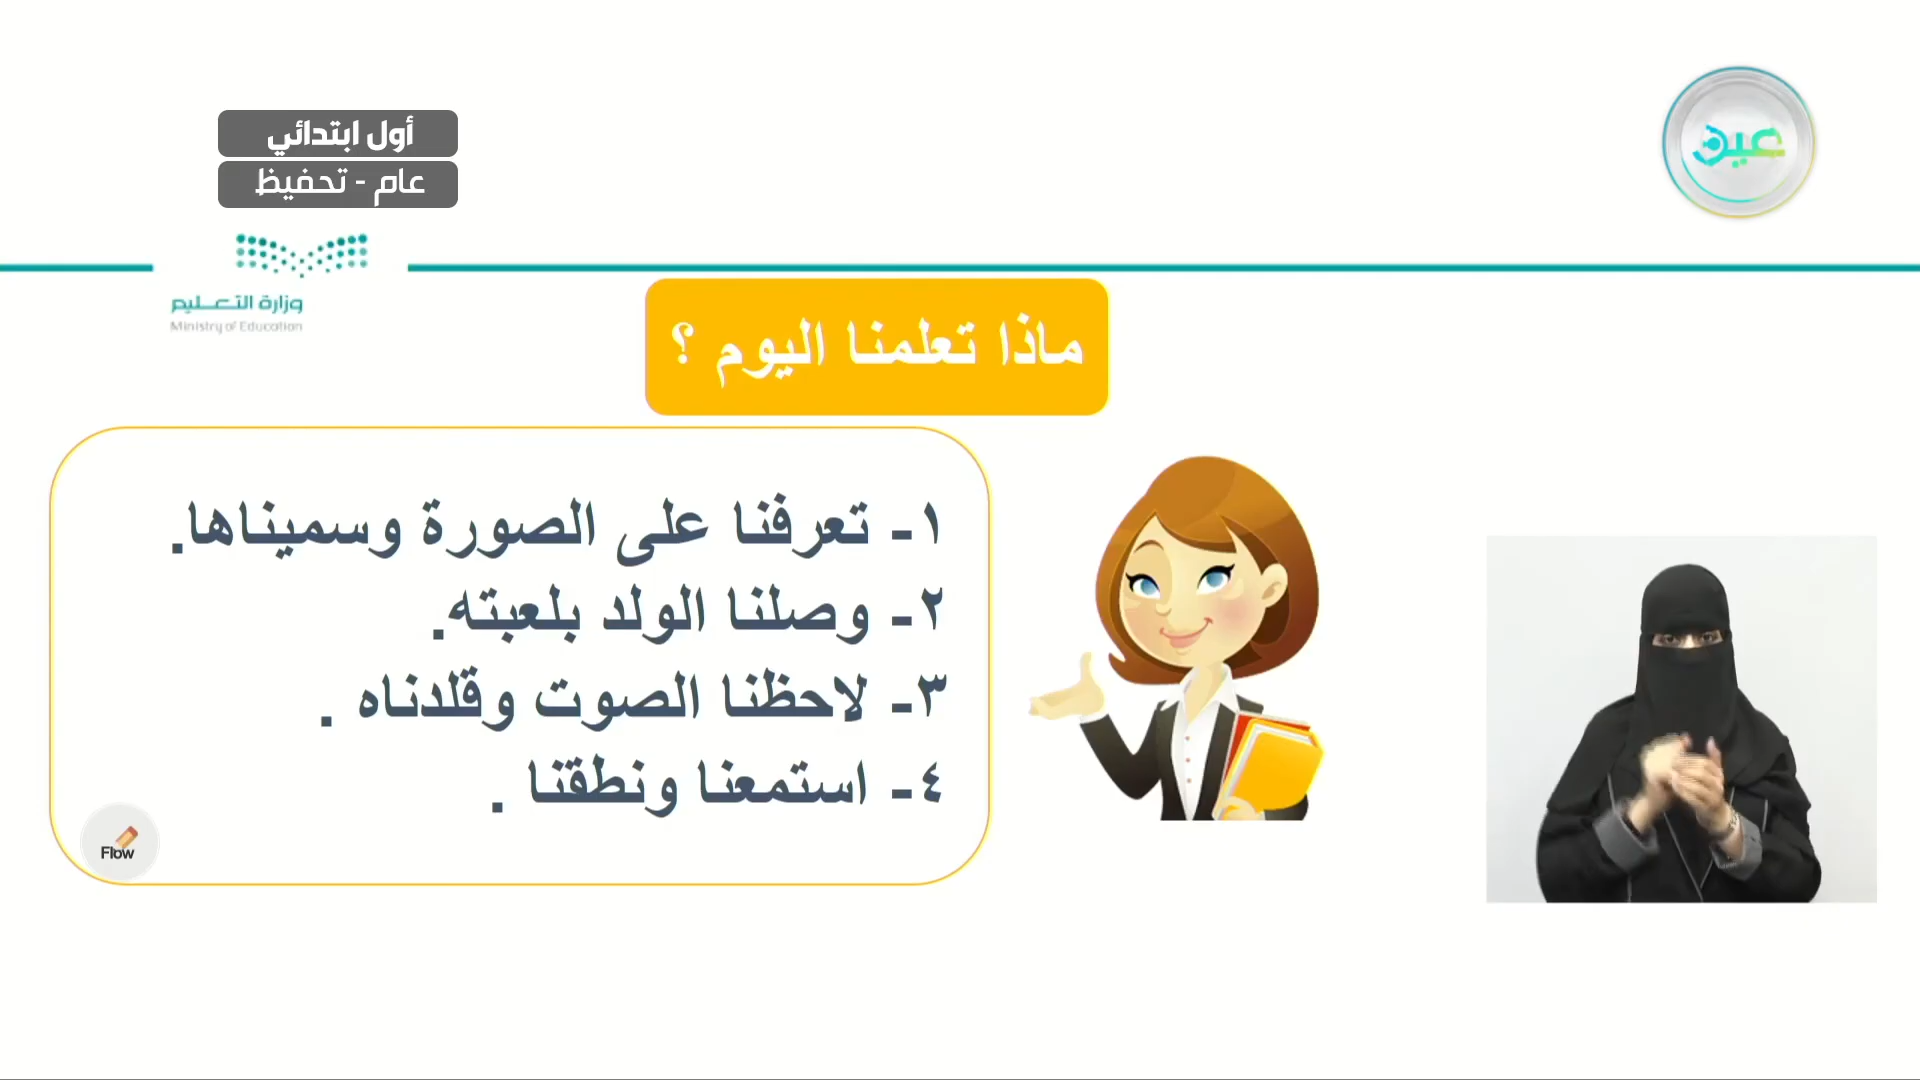 أول ابتدائي
عام - تحفيظ
عين
وزارة التعليم
Ministry of Education
ماذا تعلمنا اليوم ؟
١- تعرفنا على الصورة وسميناها.
٢- وصلنا الولد بلعبته.
٣- لاحظنا الصوت وقلدناه .
٤- استمعنا ونطقنا .
Flow